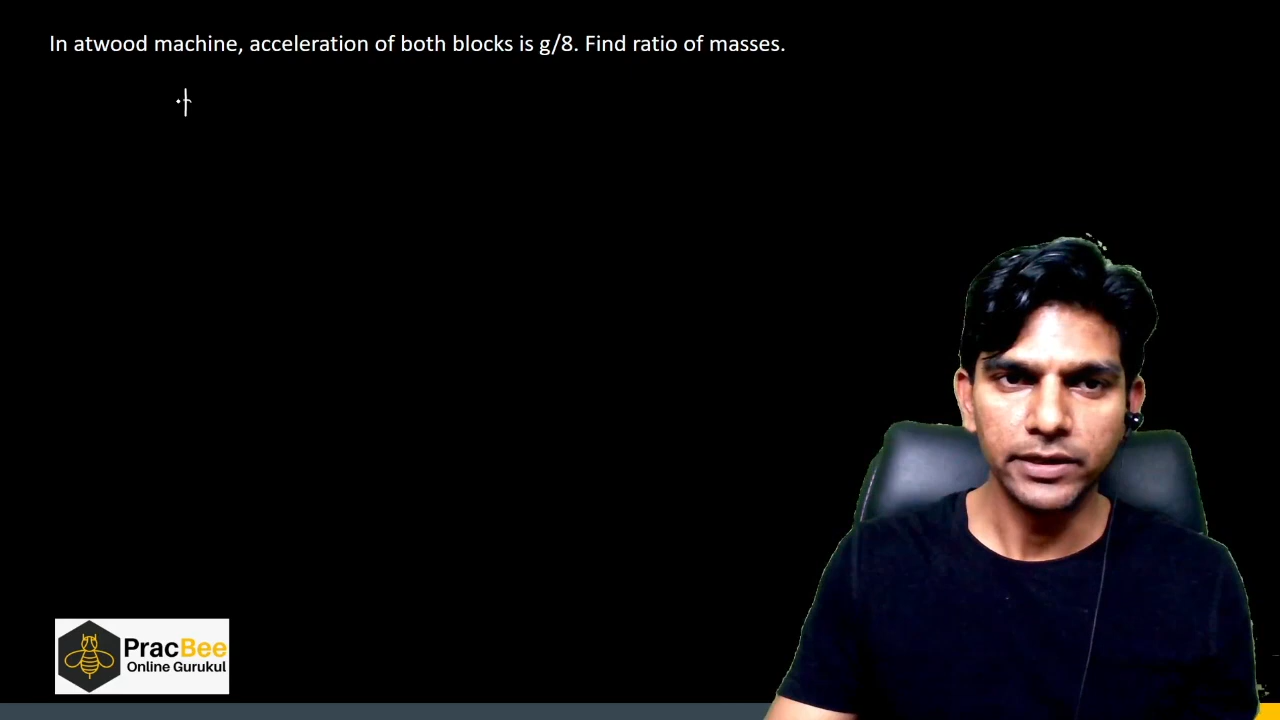 In atwood machine, acceleration of both blocks is g/8. Find ratio of masses.
PracBee
Online Gurukul